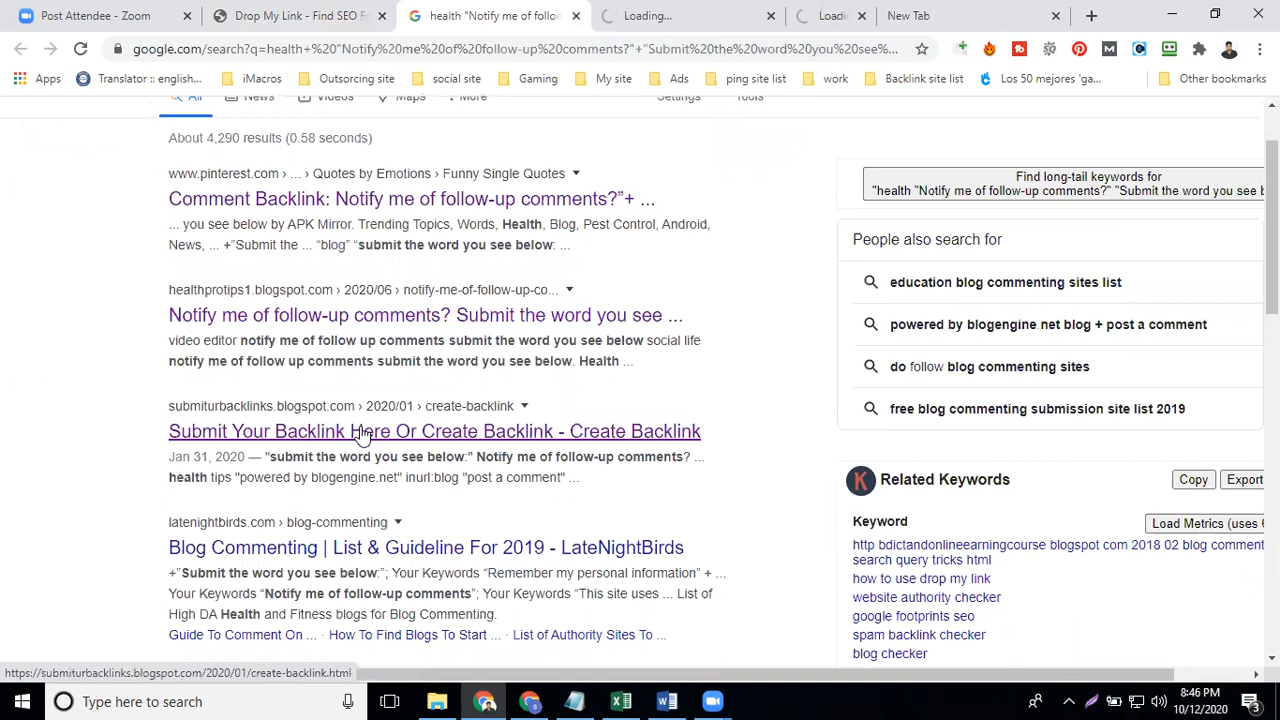 Post Attendee - Zoom
Drop My Link - Find SEO F
health "Notify me of follo
Loading...
Loadi
New Tab
google.com/search?q=health+%20"Notify%20me%20of%20follow-up%20comments?"+"Submit%20the%20word%20you%20see%...
Apps
Translator :: english...
iMacros
Outsorcing site
social site
Gaming
My site
Ads
ping site list
work
Backlink site list
Los 50 mejores 'ga...
Other bookmarks
All
News
Videos
Maps
More
Settings
Tools
About 4,290 results (0.58 seconds)
www.pinterest.com › ... › Quotes by Emotions › Funny Single Quotes
Comment Backlink: Notify me of follow-up comments?"+ ...
... you see below by APK Mirror. Trending Topics, Words, Health, Blog, Pest Control, Android,
News, ... +"Submit the ... "blog" "submit the word you see below: ...
healthprotips1.blogspot.com › 2020/06 › notify-me-of-follow-up-co...
Notify me of follow-up comments? Submit the word you see ...
video editor notify me of follow up comments submit the word you see below social life
notify me of follow up comments submit the word you see below. Health ...
submiturbacklinks.blogspot.com › 2020/01 › create-backlink
Submit Your Backlink Here Or Create Backlink - Create Backlink
Jan 31, 2020 — "submit the word you see below:" Notify me of follow-up comments? ...
health tips "powered by blogengine.net" inurl:blog "post a comment" ...
latenightbirds.com › blog-commenting
Blog Commenting | List & Guideline For 2019 - LateNightBirds
+"Submit the word you see below:"; Your Keywords "Remember my personal information" + ...
Your Keywords "Notify me of follow-up comments"; Your Keywords "This site uses ... List of
High DA Health and Fitness blogs for Blog Commenting.
Guide To Comment On ... · How To Find Blogs To Start ... · List of Authority Sites To ...
Find long-tail keywords for
"health "Notify me of follow-up comments?" "Submit the word you see b
People also search for
education blog commenting sites list
powered by blogengine net blog + post a comment
do follow blog commenting sites
free blog commenting submission site list 2019
K
Related Keywords
Copy
Export
Keyword
Load Metrics (uses 6
http bdictandonlineearningcourse blogspot com 2018 02 blog comment
search query tricks html
how to use drop my link
website authority checker
google footprints seo
spam backlink checker
blog checker
https://submiturbacklinks.blogspot.com/2020/01/create-backlink.html
Type here to search
8:46 PM
10/12/2020
3